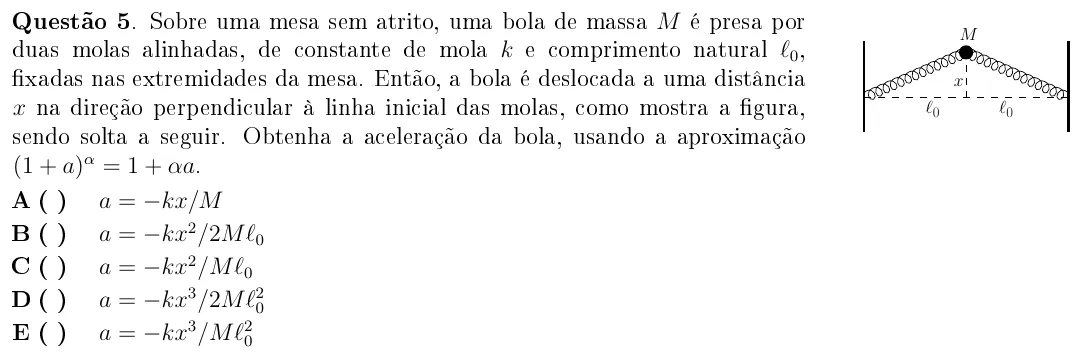 Questão 5. Sobre uma mesa sem atrito, uma bola de massa M é presa por
duas molas alinhadas, de constante de mola k e comprimento natural ℓ₀,
fixadas nas extremidades da mesa. Então, a bola é deslocada a uma distância
x na direção perpendicular à linha inicial das molas, como mostra a figura,
sendo solta a seguir. Obtenha a aceleração da bola, usando a aproximação
(1 + a)^α = 1 + αa.
A ( ) a = −kx/M
B ( ) a = −kx²/2Mℓ₀
C ( ) a = −kx²/Mℓ₀
D ( ) a = −kx³/2Mℓ₀²
E ( ) a = −kx³/Mℓ₀²
M
x
ℓ₀ ℓ₀